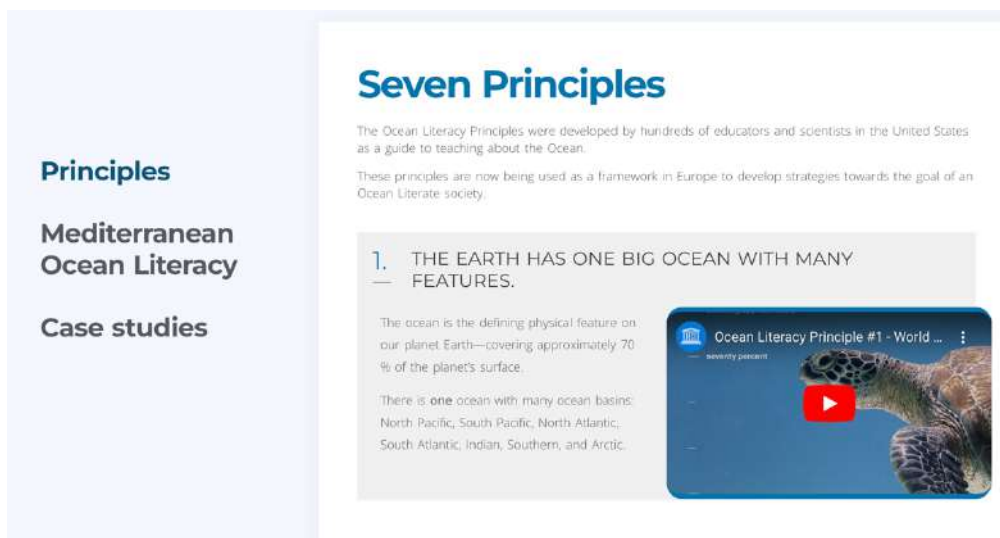 Principles
Mediterranean
Ocean Literacy
Case studies
Seven Principles
The Ocean Literacy Principles were developed by hundreds of educators and scientists in the United States
as a guide to teaching about the Ocean.
These principles are now being used as a framework in Europe to develop strategies towards the goal of an
Ocean Literate society.
1. THE EARTH HAS ONE BIG OCEAN WITH MANY
FEATURES.
The ocean is the defining physical feature on
our planet Earth—covering approximately 70
% of the planet's surface.
There is one ocean with many ocean basins:
North Pacific, South Pacific, North Atlantic,
South Atlantic, Indian, Southern, and Arctic.
Ocean Literacy Principle #1 - World ...
seventy percent